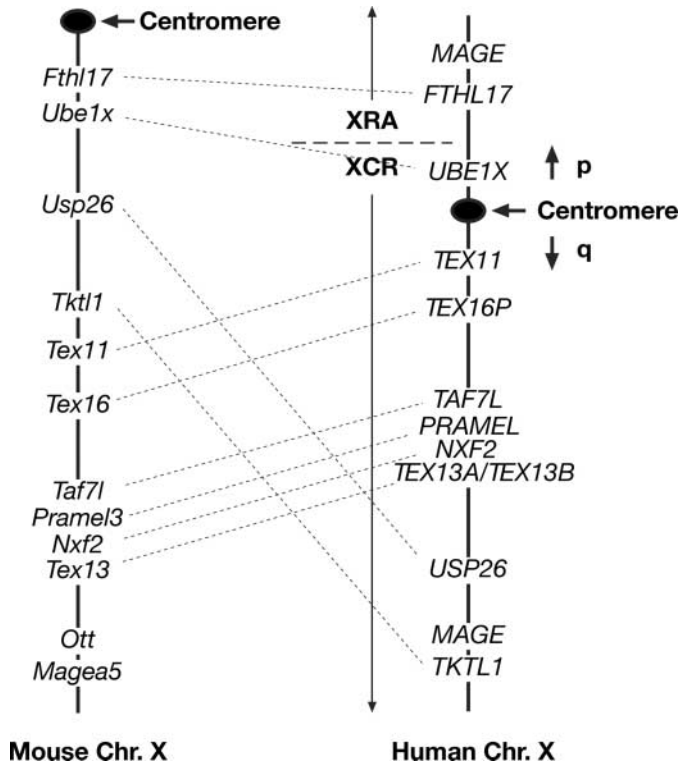 Centromere
Fthl17
Ube1x
Usp26
Tktl1
Tex11
Tex16
Taf7l
Pramel3
Nxf2
Tex13
Ott
Magea5
Mouse Chr. X
XRA
XCR
MAGE
FTHL17
UBE1X
p
Centromere
q
TEX11
TEX16P
TAF7L
PRAMEL
NXF2
TEX13A/TEX13B
USP26
MAGE
TKTL1
Human Chr. X